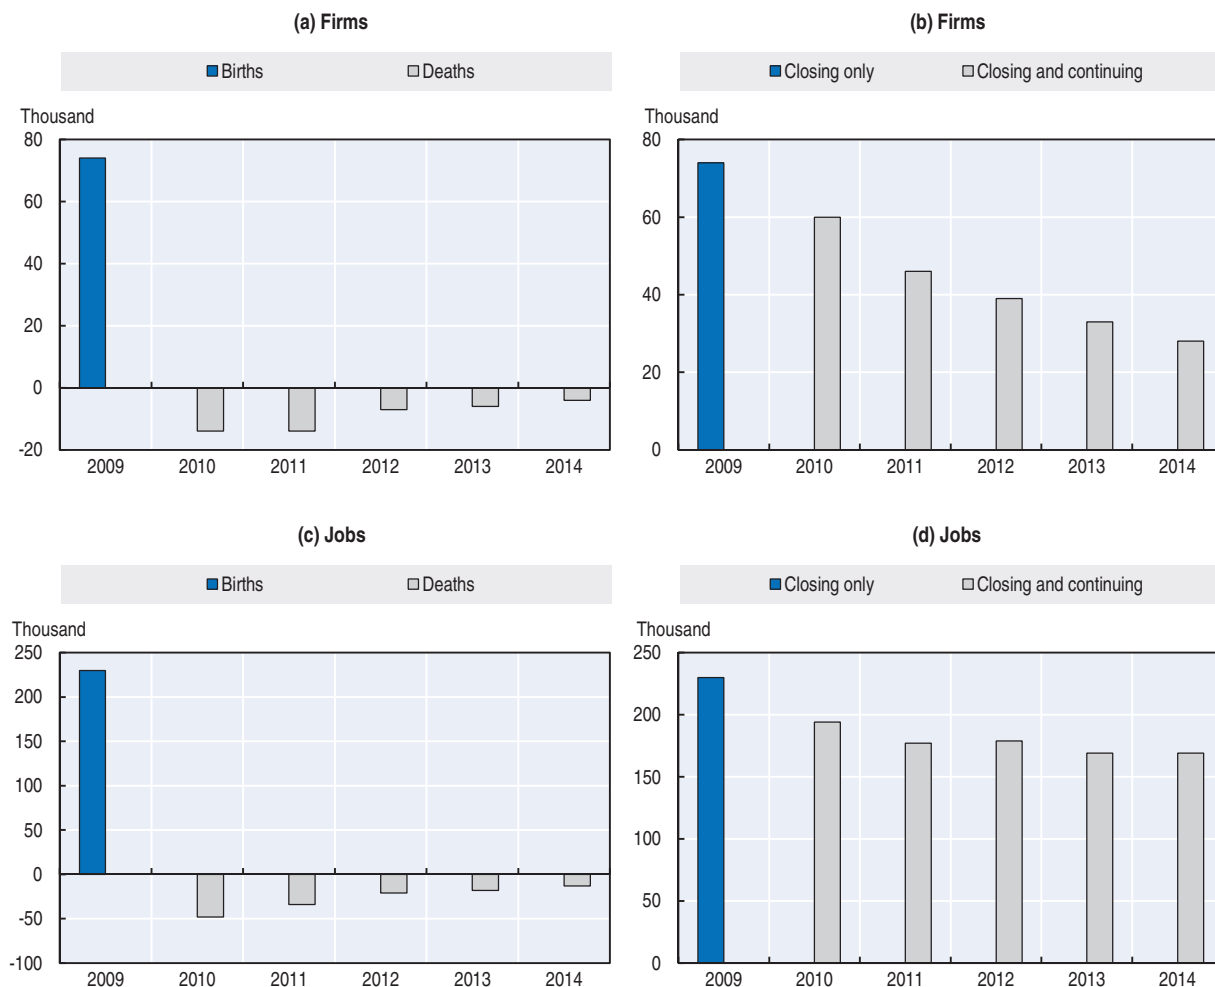 (a) Firms
Births Deaths
Thousand
80
60
40
20
0
-20
2009 2010 2011 2012 2013 2014
(b) Firms
Closing only Closing and continuing
Thousand
80
60
40
20
0
2009 2010 2011 2012 2013 2014
(c) Jobs
Births Deaths
Thousand
250
200
150
100
50
0
-50
-100
2009 2010 2011 2012 2013 2014
(d) Jobs
Closing only Closing and continuing
Thousand
250
200
150
100
50
0
2009 2010 2011 2012 2013 2014